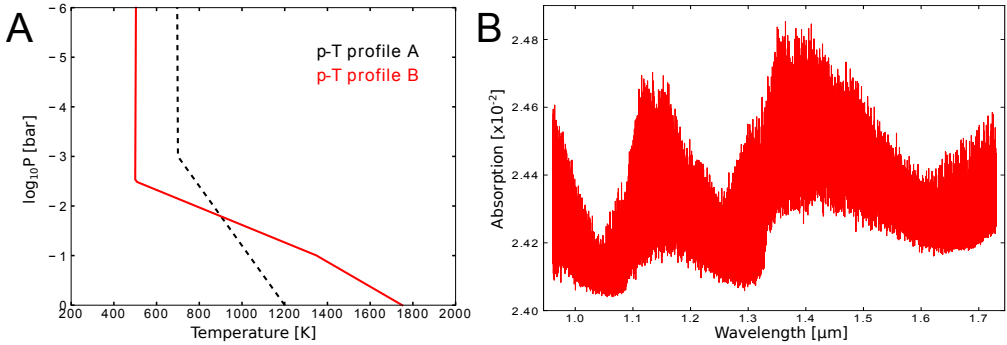 A
− 6
− 5
− 4
− 3
− 2
− 1
0
log₁₀P [bar]
200 400 600 800 1000 1200 1400 1600 1800 2000
Temperature [K]
p-T profile A
p-T profile B
B
2.48
2.46
2.44
2.42
2.40
Absorption [x10⁻²]
1.0 1.1 1.2 1.3 1.4 1.5 1.6 1.7
Wavelength [μm]